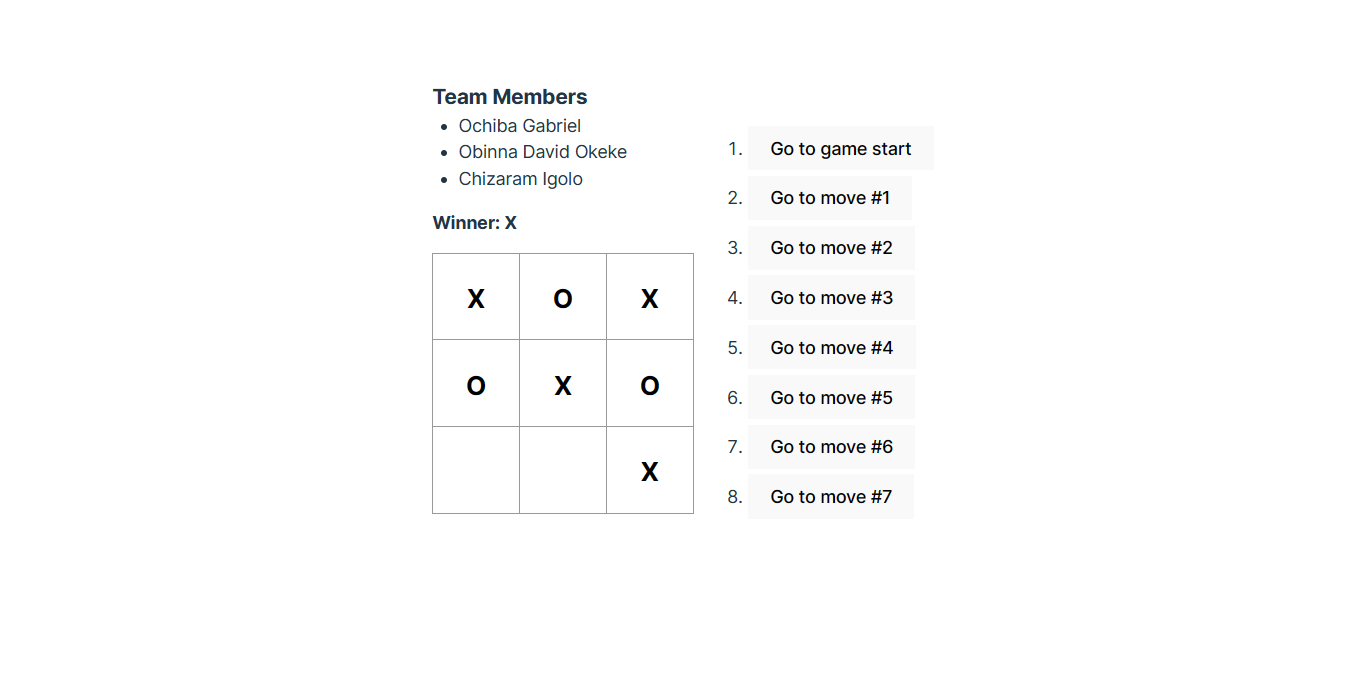 Team Members
• Ochiba Gabriel
• Obinna David Okeke
• Chizaram Igolo
Winner: X
X O X
O X O
X
1. Go to game start
2. Go to move #1
3. Go to move #2
4. Go to move #3
5. Go to move #4
6. Go to move #5
7. Go to move #6
8. Go to move #7